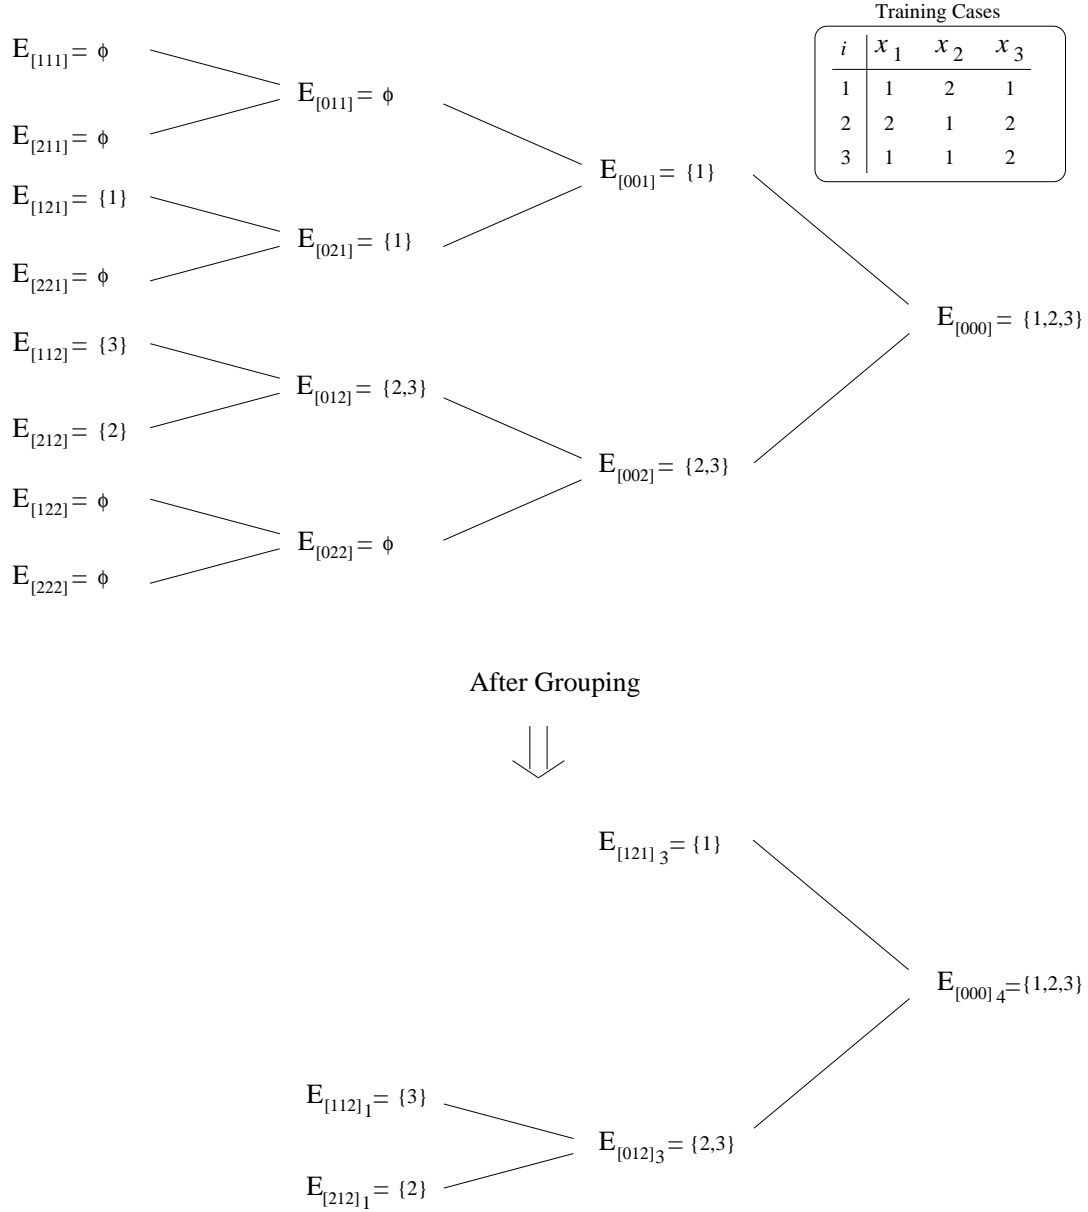 Training Cases
i x 1 x 2 x 3
1 1 2 1
2 2 1 2
3 1 1 2
E[111] = ϕ
E[011] = ϕ
E[211] = ϕ
E[001] = {1}
E[121] = {1}
E[021] = {1}
E[221] = ϕ
E[000] = {1,2,3}
E[112] = {3}
E[012] = {2,3}
E[212] = {2}
E[002] = {2,3}
E[122] = ϕ
E[022] = ϕ
E[222] = ϕ
After Grouping
E[121] 3 = {1}
E[000] 4 = {1,2,3}
E[112] 1 = {3}
E[012] 3 = {2,3}
E[212] 1 = {2}